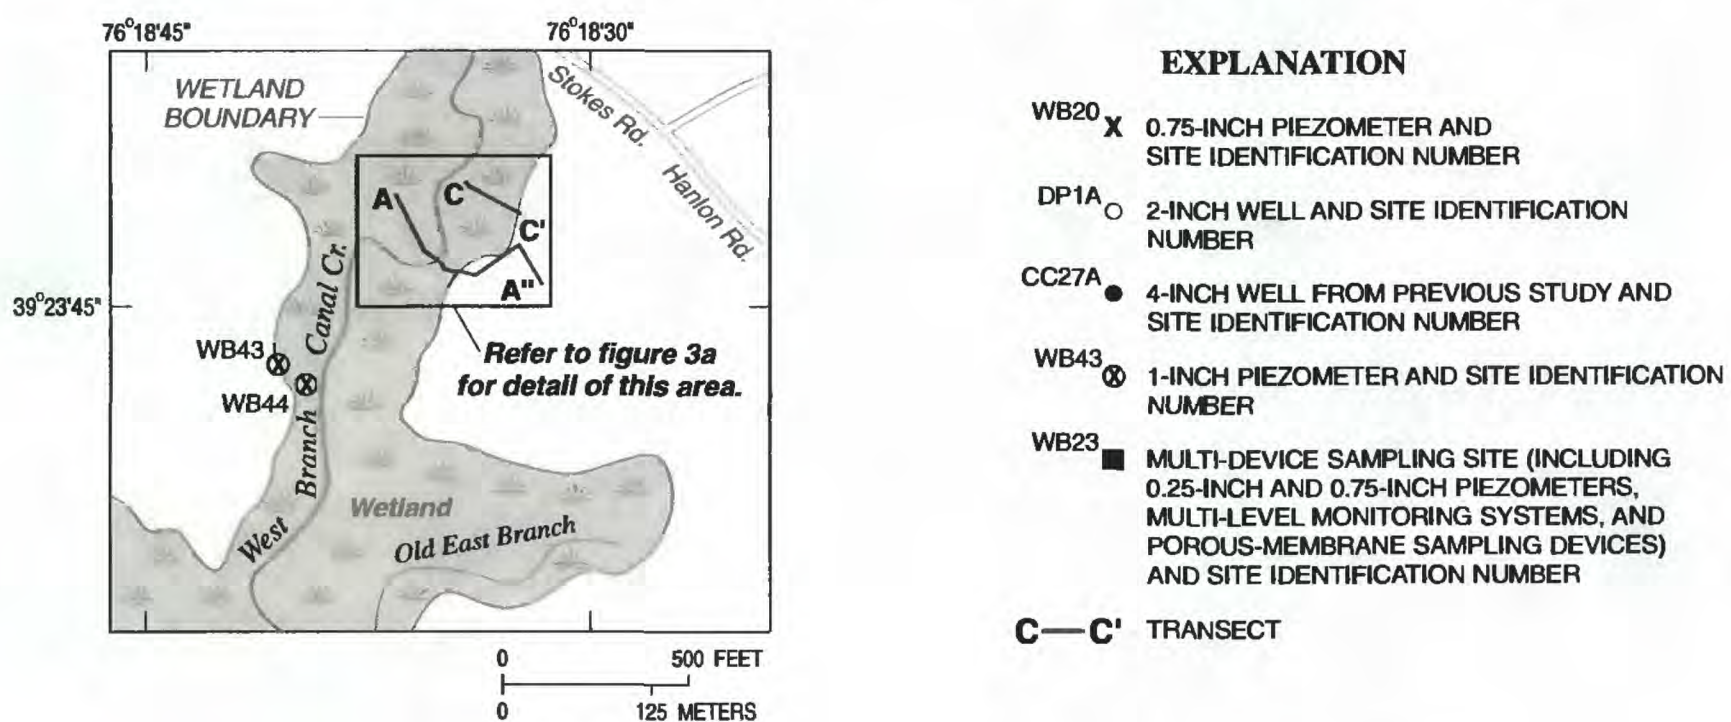 76°18'45"
76°18'30"
WETLAND
BOUNDARY
Stokes Rd.
Hanlon Rd.
A
C
C'
A"
39°23'45"
Canal Cr.
WB43
WB44
Refer to figure 3a
for detail of this area.
Branch
West
Wetland
Old East Branch
0 500 FEET
0 125 METERS
EXPLANATION
WB20 X 0.75-INCH PIEZOMETER AND
SITE IDENTIFICATION NUMBER
DP1A 2-INCH WELL AND SITE IDENTIFICATION
NUMBER
CC27A 4-INCH WELL FROM PREVIOUS STUDY AND
SITE IDENTIFICATION NUMBER
WB43 1-INCH PIEZOMETER AND SITE IDENTIFICATION
NUMBER
WB23 MULTI-DEVICE SAMPLING SITE (INCLUDING
0.25-INCH AND 0.75-INCH PIEZOMETERS,
MULTI-LEVEL MONITORING SYSTEMS, AND
POROUS-MEMBRANE SAMPLING DEVICES)
AND SITE IDENTIFICATION NUMBER
C—C' TRANSECT